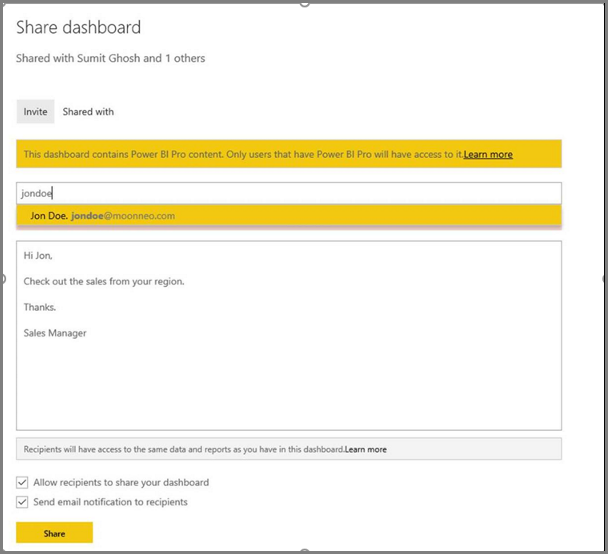 Share dashboard
Shared with Sumit Ghosh and 1 others
Invite Shared with
This dashboard contains Power BI Pro content. Only users that have Power BI Pro will have access to it.Learn more
jondoe
Jon Doe. jondoe@moonneo.com
Hi Jon,
Check out the sales from your region.
Thanks.
Sales Manager
Recipients will have access to the same data and reports as you have in this dashboard.Learn more
Allow recipients to share your dashboard
Send email notification to recipients
Share